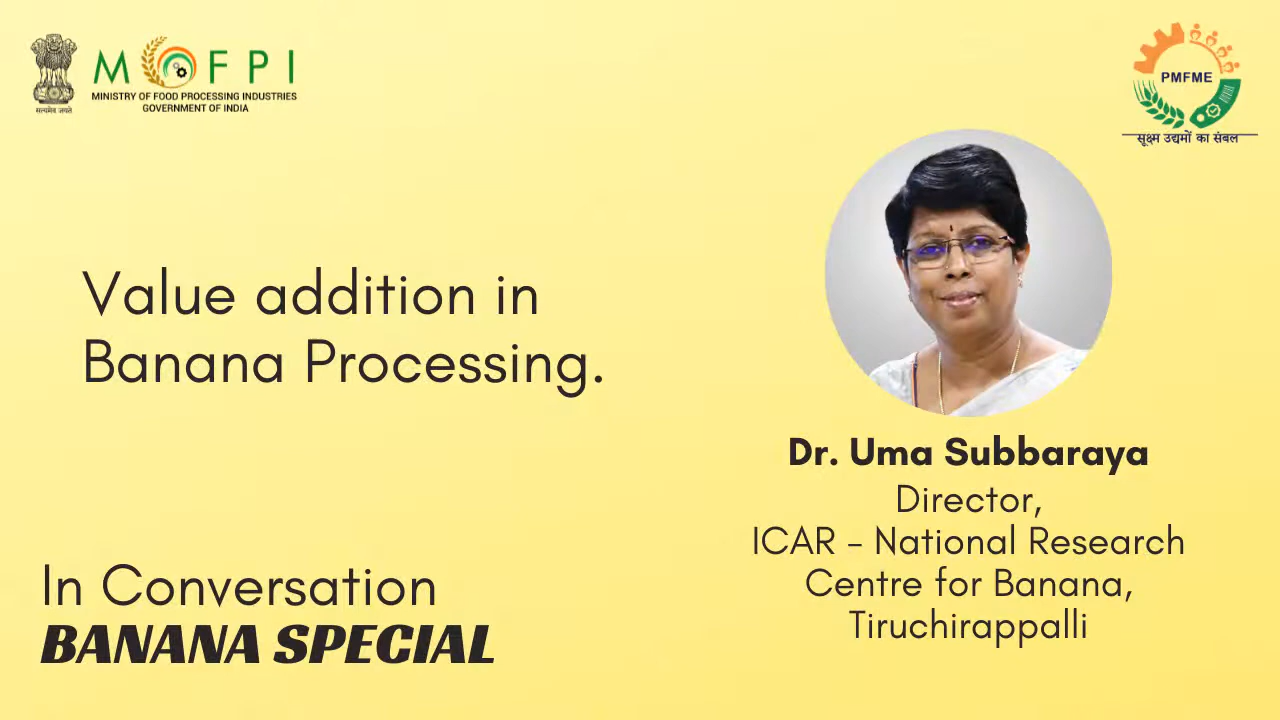 सत्यमेव जयते
MOFPI
MINISTRY OF FOOD PROCESSING INDUSTRIES
GOVERNMENT OF INDIA
PMFME
सूक्ष्म उद्यमों का संबल
Value addition in
Banana Processing.
Dr. Uma Subbaraya
Director,
ICAR - National Research
Centre for Banana,
Tiruchirappalli
In Conversation
BANANA SPECIAL